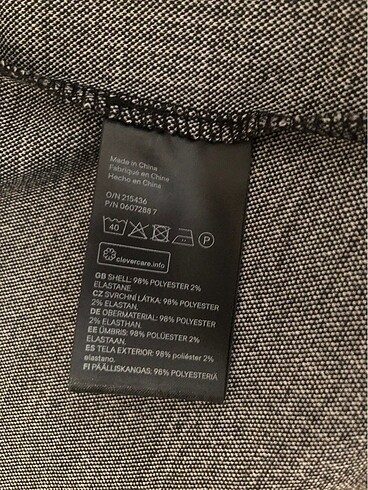 Made in China
Fabriqué en Chine
Hecho en China
O/N 215436
P/N 0607288 7
40 P
clevercare.info
GB SHELL: 98% POLYESTER 2%
ELASTANE.
CZ SVRCHNÍ LÁTKA: 98% POLYESTER
2% ELASTAN.
DE OBERMATERIAL: 98% POLYESTER
2% ELASTHAN.
EE ÜMBRIS: 98% POLÜESTER 2%
ELASTAAN.
ES TELA EXTERIOR: 98% poliéster 2%
elastano.
FI PÄÄLLISKANGAS: 98% POLYESTERIÄ